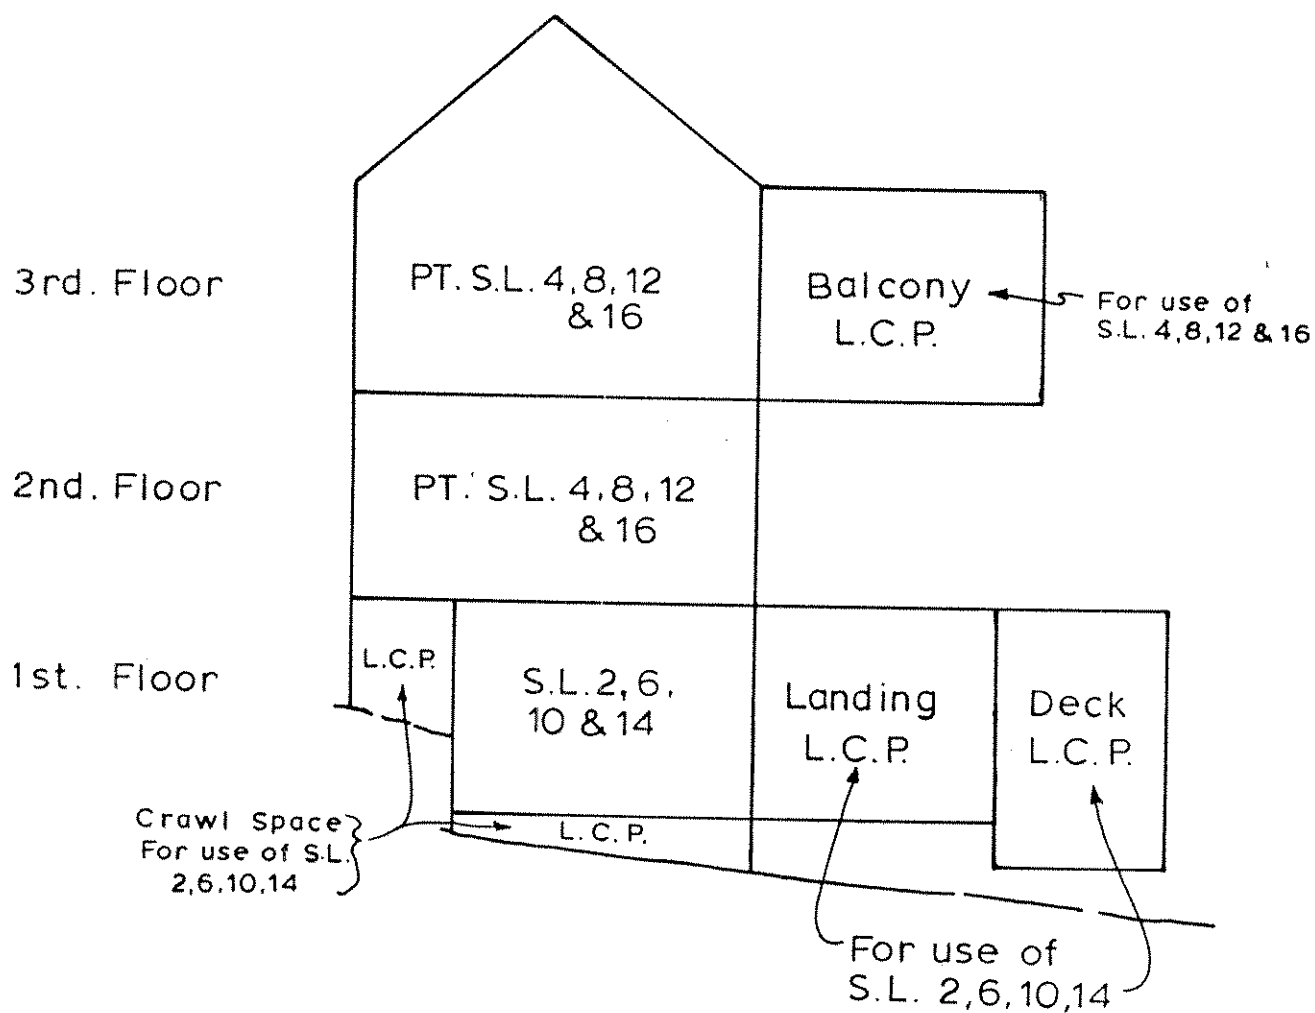 3rd. Floor
PT. S.L. 4,8,12
& 16
Balcony
L.C.P.
For use of
S.L. 4,8,12 & 16
2nd. Floor
PT. S.L. 4,8,12
& 16
1st. Floor
L.C.P.
S.L. 2,6,
10 & 14
Landing
L.C.P.
Deck
L.C.P.
Crawl Space
For use of S.L.
2,6,10,14
L.C.P.
For use of
S.L. 2,6,10,14